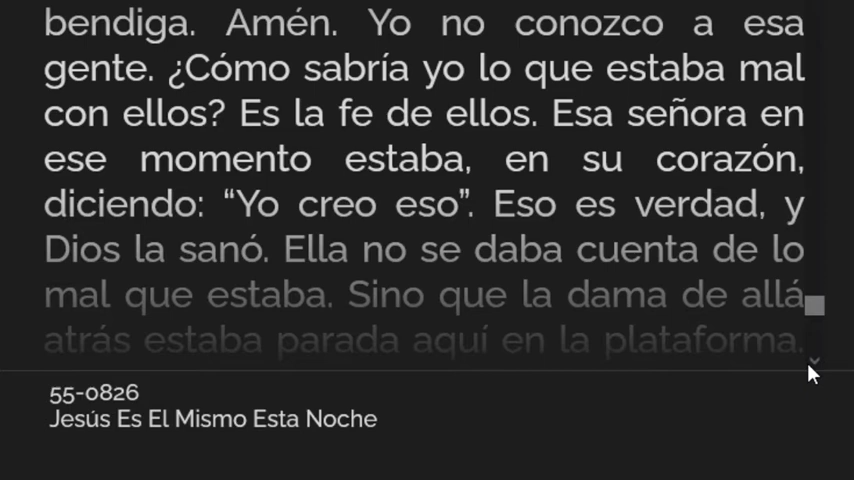 bendiga. Amén. Yo no conozco a esa
gente. ¿Cómo sabría yo lo que estaba mal
con ellos? Es la fe de ellos. Esa señora en
ese momento estaba, en su corazón,
diciendo: “Yo creo eso”. Eso es verdad, y
Dios la sanó. Ella no se daba cuenta de lo
mal que estaba. Sino que la dama de allá
atrás estaba parada aquí en la plataforma.
55-0826
Jesús Es El Mismo Esta Noche